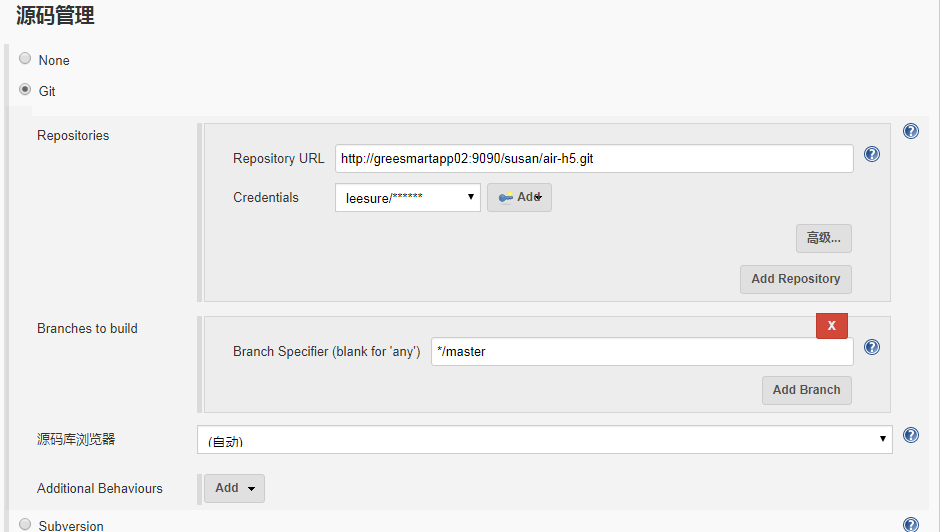 源码管理
None
Git
Repositories
Repository URL http://greesmartapp02:9090/susan/air-h5.git
Credentials leesure/****** Add
高级...
Add Repository
Branches to build
X
Branch Specifier (blank for 'any') */master
Add Branch
源码库浏览器 (自动)
Additional Behaviours Add
Subversion